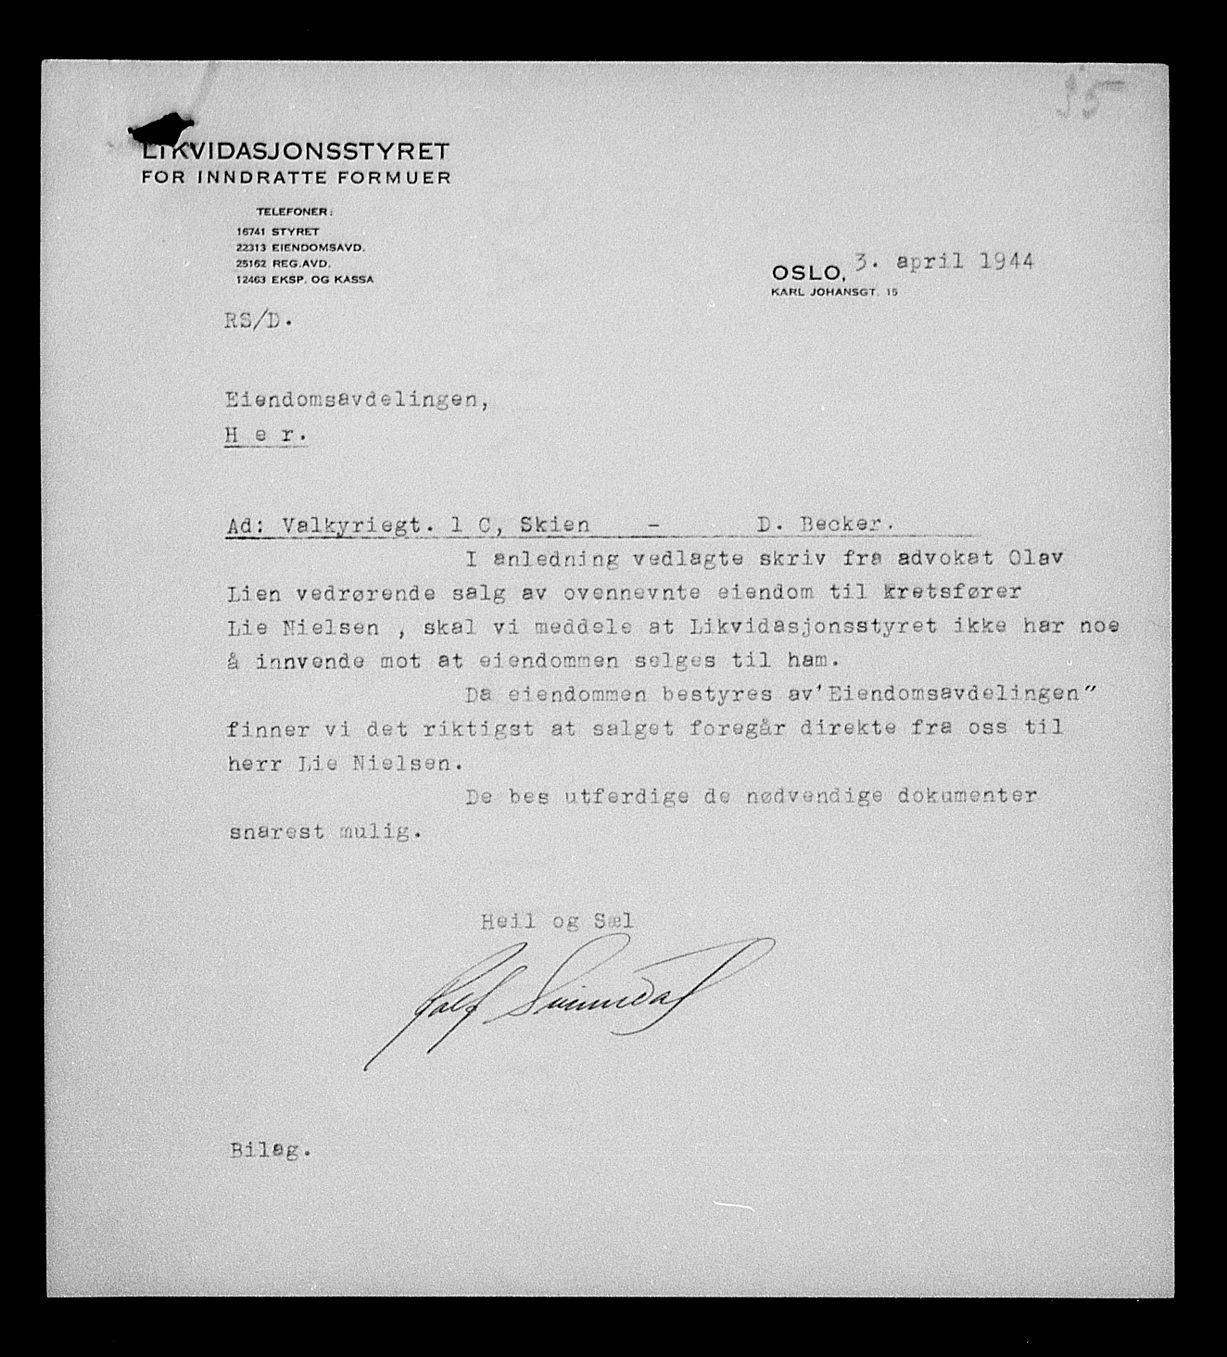 35
LIKVIDASJONSSTYRET
FOR INNDRATTE FORMUER
TELEFONER:
16741 STYRET
22313 EIENDOMSAVD.
25162 REG.AVD.
12463 EKSP. OG KASSA
OSLO, 3. april 1944
KARL JOHANSGT. 15
RS/D.
Eiendomsavdelingen,
H e r.
Ad: Valkyriegt. 1 C, Skien - D. Becker.
I anledning vedlagte skriv fra advokat Olav
Lien vedrørende salg av ovennevnte eiendom til kretsfører
Lie Nielsen , skal vi meddele at Likvidasjonsstyret ikke har noe
å innvende mot at eiendommen selges til ham.
Da eiendommen bestyres av'Eiendomsavdelingen"
finner vi det riktigst at salget foregår direkte fra oss til
herr Lie Nielsen.
De bes utferdige de nødvendige dokumenter
snarest mulig.
Heil og Sæl
Bilag.